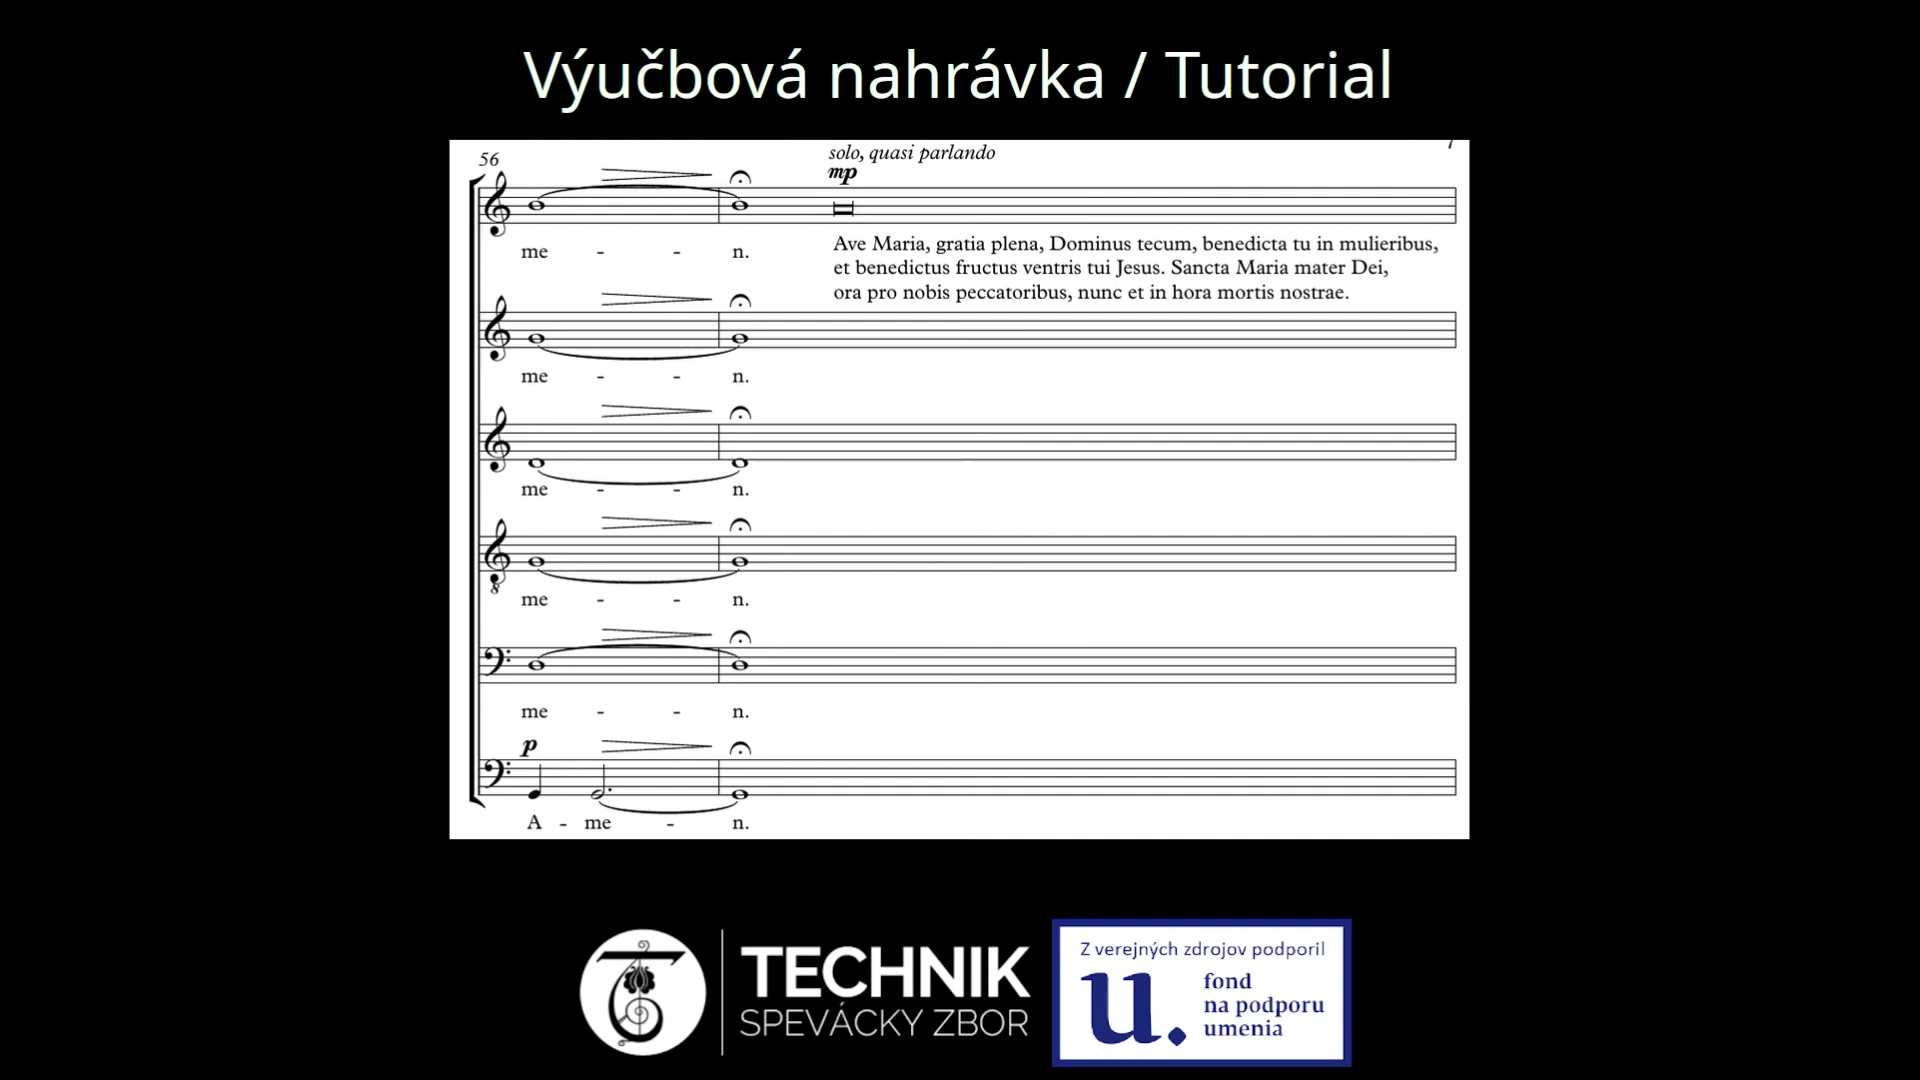 Výučbová nahrávka / Tutorial
56
solo, quasi parlando
mp
me - - n.
Ave Maria, gratia plena, Dominus tecum, benedicta tu in mulieribus,
et benedictus fructus ventris tui Jesus. Sancta Maria mater Dei,
ora pro nobis peccatoribus, nunc et in hora mortis nostrae.
me - - n.
me - - n.
8
me - - n.
me - - n.
p
A - me - n.
TECHNIK
SPEVÁCKY ZBOR
Z verejných zdrojov podporil
u.
fond
na podporu
umenia